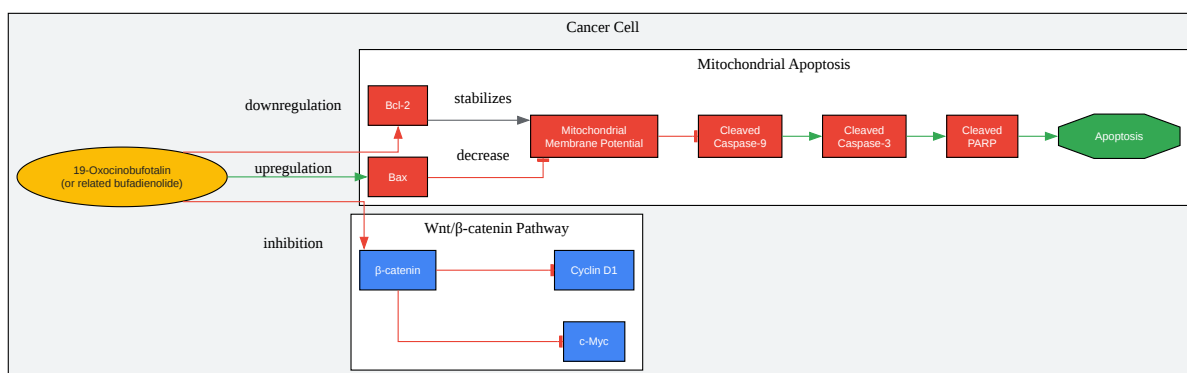 Cancer Cell
Mitochondrial Apoptosis
downregulation
Bcl-2
stabilizes
Mitochondrial
Membrane Potential
Cleaved
Caspase-9
Cleaved
Caspase-3
Cleaved
PARP
Apoptosis
19-Oxocinobufotalin
(or related bufadienolide)
upregulation
Bax
decrease
inhibition
Wnt/β-catenin Pathway
β-catenin
Cyclin D1
c-Myc